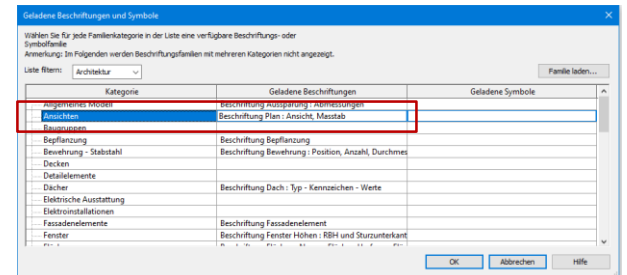 Geladene Beschriftungen und Symbole
Wählen Sie für jede Familienkategorie in der Liste eine verfügbare Beschriftungs- oder
Symbolfamilie
Anmerkung: Im Folgenden werden Beschriftungsfamilien mit mehreren Kategorien nicht angezeigt.
Liste filtern: Architektur Familie laden...
Kategorie Geladene Beschriftungen Geladene Symbole
Allgemeines Modell Beschriftung Aussparung : Abmessungen
Ansichten Beschriftung Plan : Ansicht, Masstab
Baugruppen
Bepflanzung Beschriftung Bepflanzung
Bewehrung - Stabstahl Beschriftung Bewehrung : Position, Anzahl, Durchmes
Decken
Detailelemente
Dächer Beschriftung Dach : Typ - Kennzeichen - Werte
Elektrische Ausstattung
Elektroinstallationen
Fassadenelemente Beschriftung Fassadenelement
Fenster Beschriftung Fenster Höhen : RBH und Sturzunterkant
OK Abbrechen Hilfe